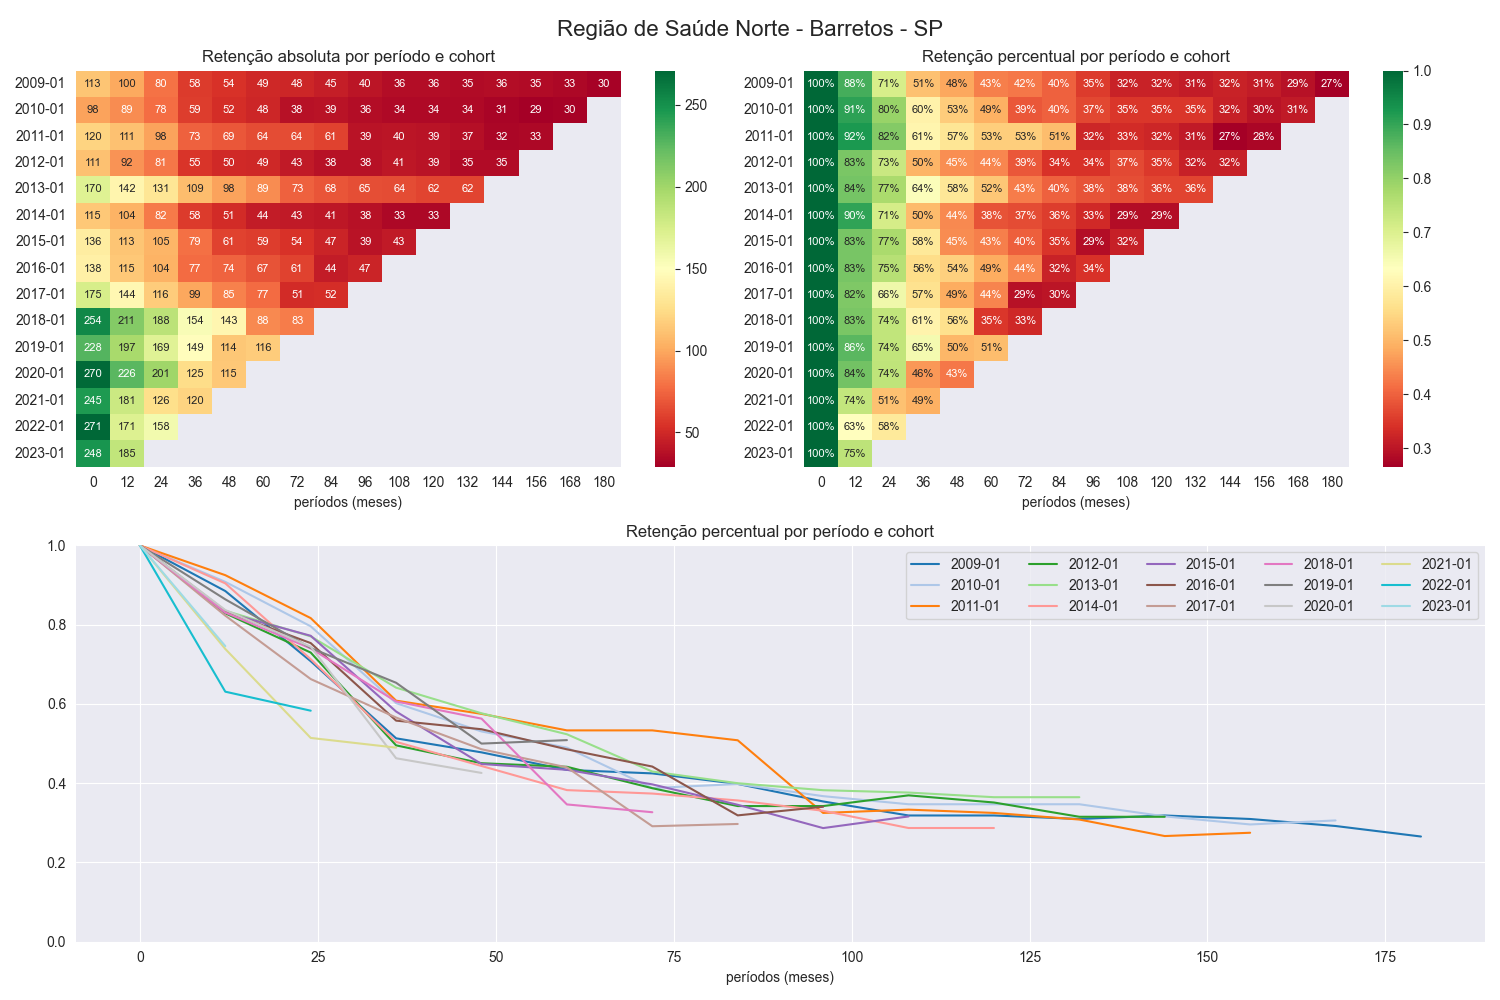 Região de Saúde Norte - Barretos - SP
Retenção absoluta por período e cohort
2009-01 113 100 80 58 54 49 48 45 40 36 36 35 36 35 33 30
2010-01 98 89 78 59 52 48 38 39 36 34 34 34 31 29 30
2011-01 120 111 98 73 69 64 64 61 39 40 39 37 32 33
2012-01 111 92 81 55 50 49 43 38 38 41 39 35 35
2013-01 170 142 131 109 98 89 73 68 65 64 62 62
2014-01 115 104 82 58 51 44 43 41 38 33 33
2015-01 136 113 105 79 61 59 54 47 39 43
2016-01 138 115 104 77 74 67 61 44 47
2017-01 175 144 116 99 85 77 51 52
2018-01 254 211 188 154 143 88 83
2019-01 228 197 169 149 114 116
2020-01 270 226 201 125 115
2021-01 245 181 126 120
2022-01 271 171 158
2023-01 248 185
0 12 24 36 48 60 72 84 96 108 120 132 144 156 168 180
períodos (meses)
250
200
150
100
50
Retenção percentual por período e cohort
2009-01 100% 88% 71% 51% 48% 43% 42% 40% 35% 32% 32% 31% 32% 31% 29% 27%
2010-01 100% 91% 80% 60% 53% 49% 39% 40% 37% 35% 35% 35% 32% 30% 31%
2011-01 100% 92% 82% 61% 57% 53% 53% 51% 32% 33% 32% 31% 27% 28%
2012-01 100% 83% 73% 50% 45% 44% 39% 34% 34% 37% 35% 32% 32%
2013-01 100% 84% 77% 64% 58% 52% 43% 40% 38% 38% 36% 36%
2014-01 100% 90% 71% 50% 44% 38% 37% 36% 33% 29% 29%
2015-01 100% 83% 77% 58% 45% 43% 40% 35% 29% 32%
2016-01 100% 83% 75% 56% 54% 49% 44% 32% 34%
2017-01 100% 82% 66% 57% 49% 44% 29% 30%
2018-01 100% 83% 74% 61% 56% 35% 33%
2019-01 100% 86% 74% 65% 50% 51%
2020-01 100% 84% 74% 46% 43%
2021-01 100% 74% 51% 49%
2022-01 100% 63% 58%
2023-01 100% 75%
0 12 24 36 48 60 72 84 96 108 120 132 144 156 168 180
períodos (meses)
1.0
0.9
0.8
0.7
0.6
0.5
0.4
0.3
Retenção percentual por período e cohort
2009-01 2012-01 2015-01 2018-01 2021-01
2010-01 2013-01 2016-01 2019-01 2022-01
2011-01 2014-01 2017-01 2020-01 2023-01
1.0
0.8
0.6
0.4
0.2
0.0
0 25 50 75 100 125 150 175
períodos (meses)